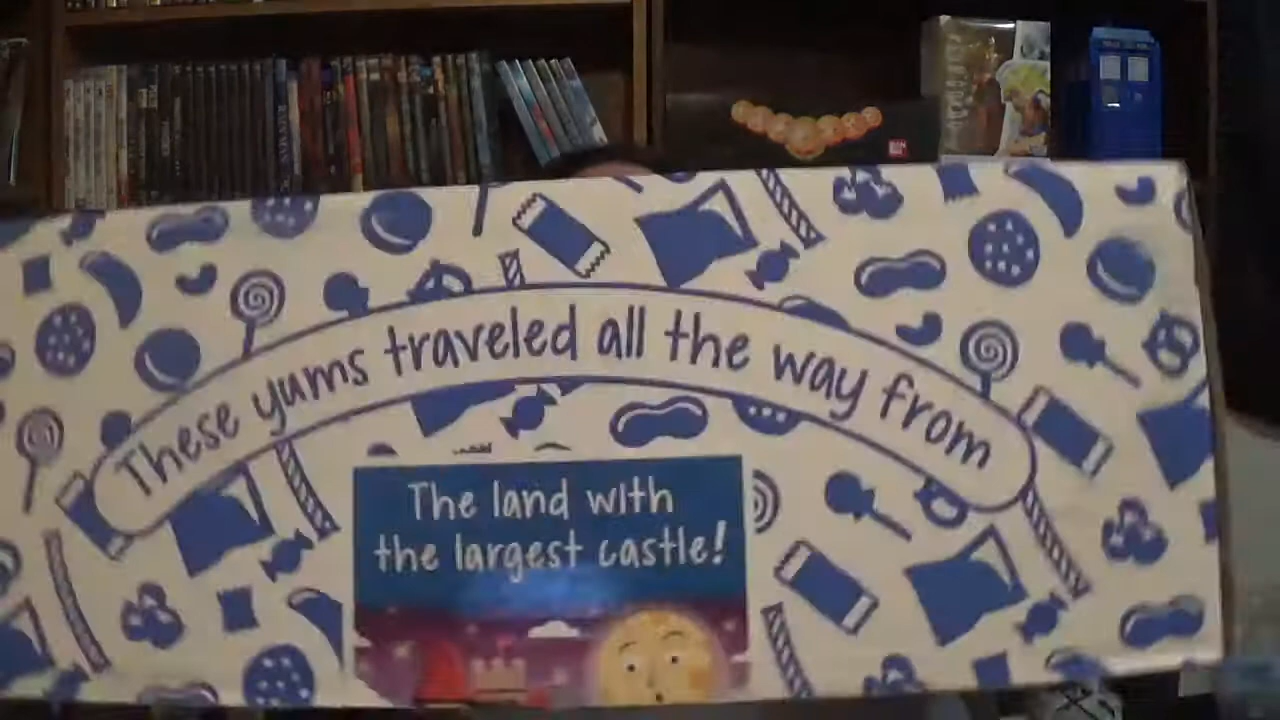 These yums traveled all the way from
The land with
the largest castle!